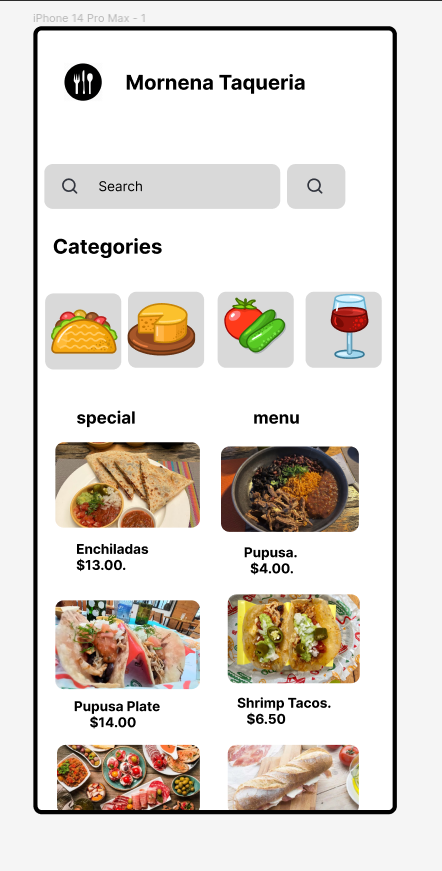 iPhone 14 Pro Max - 1
Mornena Taqueria
Search
Categories
special
menu
Enchiladas
$13.00.
Pupusa.
$4.00.
Pupusa Plate
$14.00
Shrimp Tacos.
$6.50